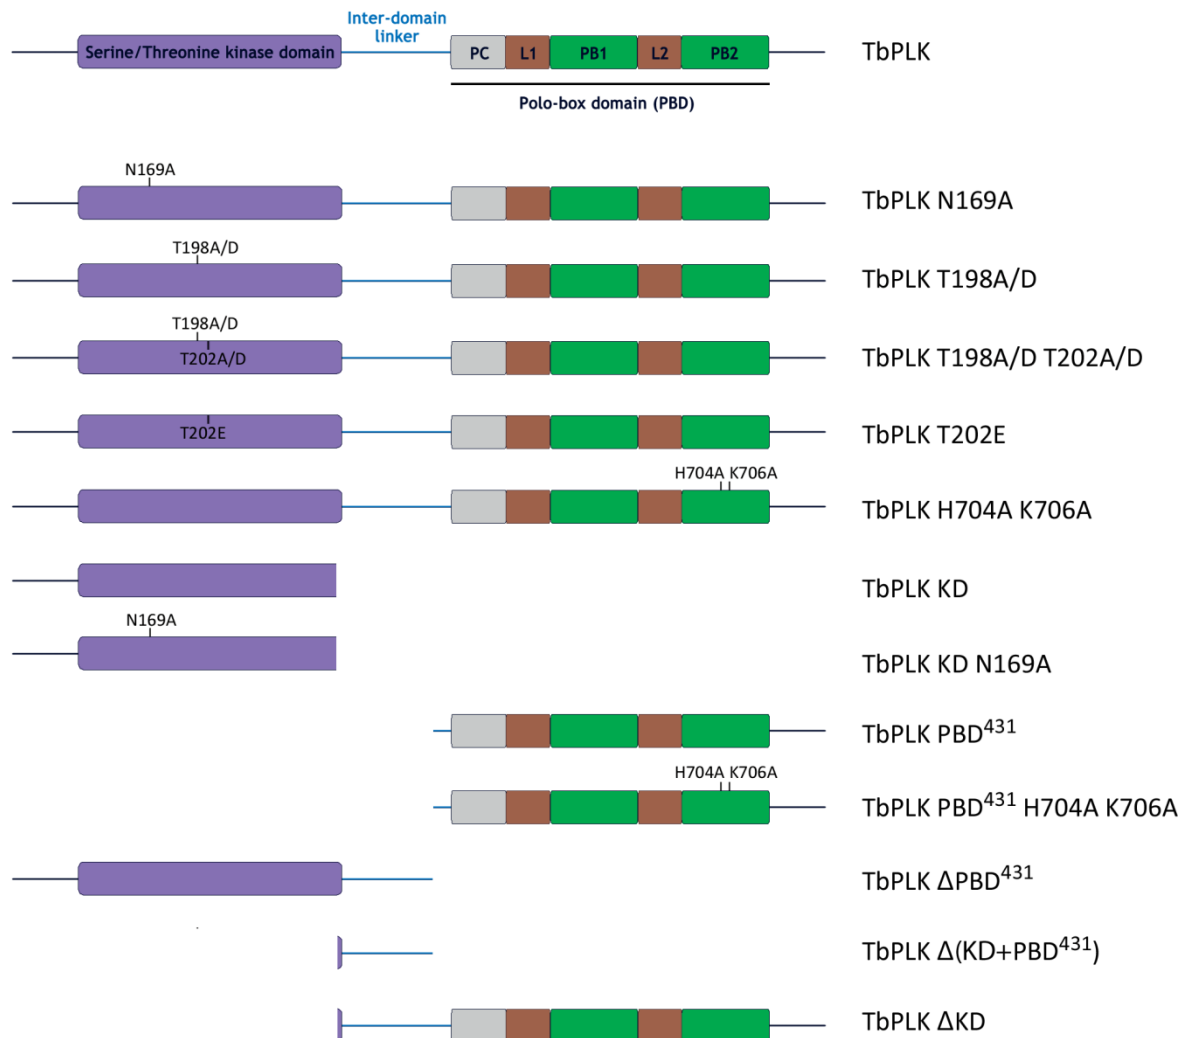 Inter-domain
linker
Serine/Threonine kinase domain
PC L1 PB1 L2 PB2
TbPLK
Polo-box domain (PBD)
N169A
TbPLK N169A
T198A/D
TbPLK T198A/D
T198A/D
T202A/D
TbPLK T198A/D T202A/D
T202E
TbPLK T202E
H704A K706A
TbPLK H704A K706A
TbPLK KD
N169A
TbPLK KD N169A
TbPLK PBD⁴³¹
H704A K706A
TbPLK PBD⁴³¹ H704A K706A
TbPLK ΔPBD⁴³¹
TbPLK Δ(KD+PBD⁴³¹)
TbPLK ΔKD